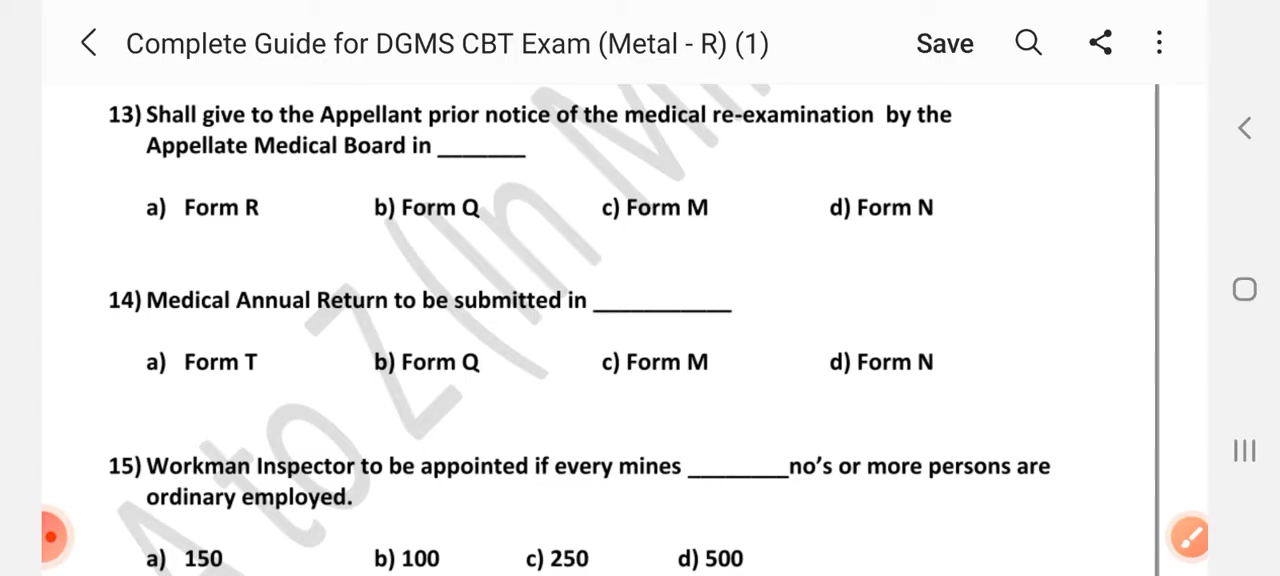 Complete Guide for DGMS CBT Exam (Metal - R) (1) Save
13) Shall give to the Appellant prior notice of the medical re-examination by the
Appellate Medical Board in _______
a) Form R b) Form Q c) Form M d) Form N
14) Medical Annual Return to be submitted in ___________
a) Form T b) Form Q c) Form M d) Form N
15) Workman Inspector to be appointed if every mines ________no's or more persons are
ordinary employed.
a) 150 b) 100 c) 250 d) 500
A to Z (In M